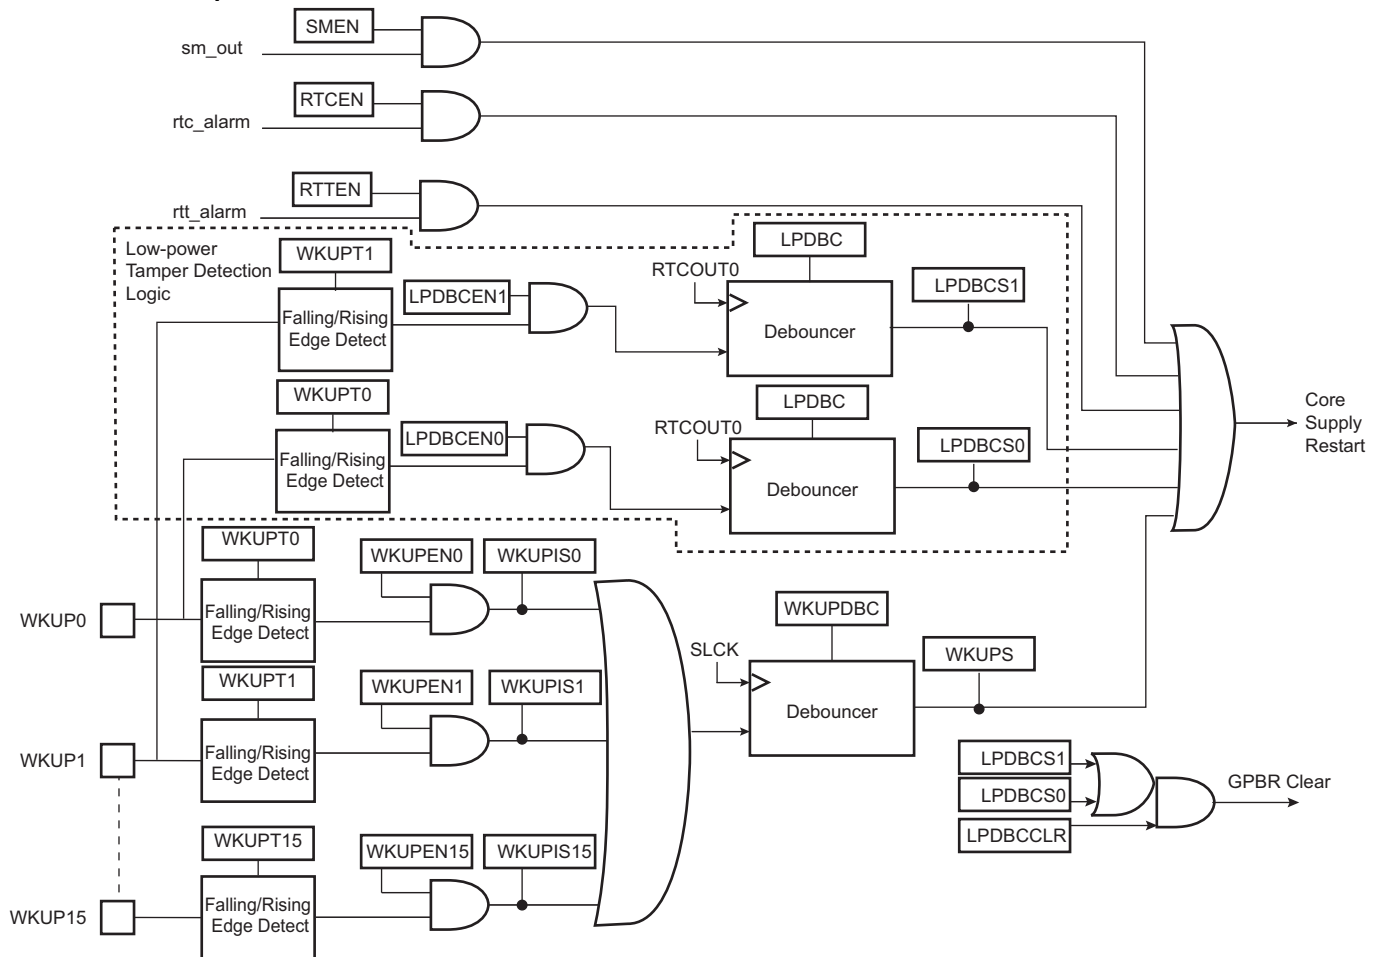 SMEN
sm_out
RTCEN
rtc_alarm
RTTEN
rtt_alarm
Low-power
Tamper Detection
Logic
WKUPT1
Falling/Rising
Edge Detect
LPDBCEN1
RTCOUT0
LPDBC
Debouncer
LPDBCS1
WKUPT0
Falling/Rising
Edge Detect
LPDBCEN0
RTCOUT0
LPDBC
Debouncer
LPDBCS0
Core
Supply
Restart
WKUPT0
WKUP0
Falling/Rising
Edge Detect
WKUPEN0
WKUPIS0
WKUPT1
WKUP1
Falling/Rising
Edge Detect
WKUPEN1
WKUPIS1
SLCK
WKUPDBC
Debouncer
WKUPS
LPDBCS1
LPDBCS0
LPDBCCLR
GPBR Clear
WKUPT15
WKUP15
Falling/Rising
Edge Detect
WKUPEN15
WKUPIS15